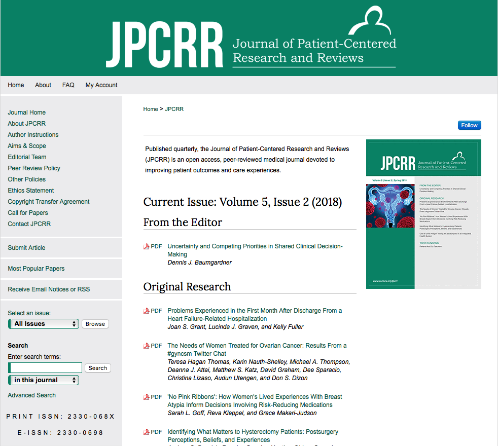 JPCRR
Journal of Patient-Centered
Research and Reviews
Home About FAQ My Account
Journal Home
About JPCRR
Author Instructions
Aims & Scope
Editorial Team
Peer Review Policy
Other Policies
Ethics Statement
Copyright Transfer Agreement
Call for Papers
Contact JPCRR
Submit Article
Most Popular Papers
Receive Email Notices or RSS
Select an issue:
All Issues
Browse
Search
Enter search terms:
Search
in this journal
Advanced Search
PRINT ISSN: 2330-068X
E-ISSN: 2330-0698
Home > JPCRR
Follow
Published quarterly, the Journal of Patient-Centered Research and Reviews
(JPCRR) is an open access, peer-reviewed medical journal devoted to
improving patient outcomes and care experiences.
JPCRR
Current Issue: Volume 5, Issue 2 (2018)
From the Editor
PDF Uncertainty and Competing Priorities in Shared Clinical Decision-
Making
Dennis J. Baumgardner
Original Research
PDF Problems Experienced in the First Month After Discharge From a
Heart Failure-Related Hospitalization
Joan S. Grant, Lucinda J. Graven, and Kelly Fuller
PDF The Needs of Women Treated for Ovarian Cancer: Results From a
#gyncsm Twitter Chat
Teresa Hagan Thomas, Karin Nauth-Shelley, Michael A. Thompson,
Deanna J. Attai, Matthew S. Katz, David Graham, Dee Sparacio,
Christina Lizaso, Audun Utengen, and Don S. Dizon
PDF 'No Pink Ribbons': How Women's Lived Experiences With Breast
Atypia Inform Decisions Involving Risk-Reducing Medications
Sarah L. Goff, Reva Kleppel, and Grace Makari-Judson
PDF Identifying What Matters to Hysterectomy Patients: Postsurgery
Perceptions, Beliefs, and Experiences